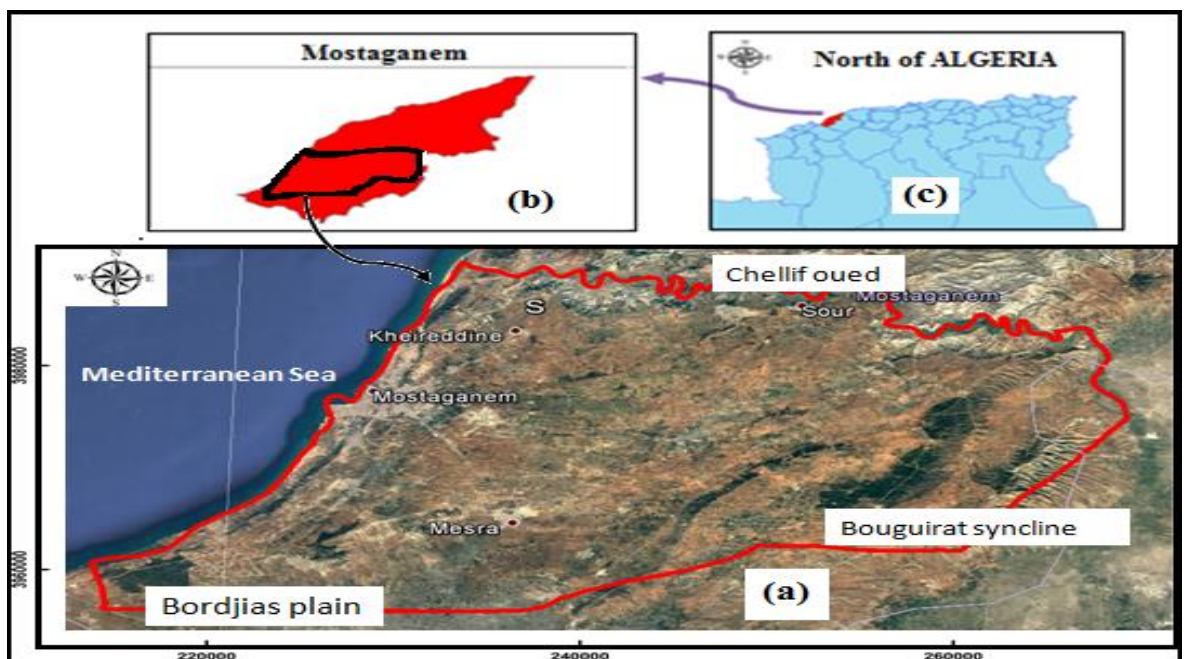 Mostaganem
North of ALGERIA
(b)
(c)
N
W E
S
Chellif oued
Mostaganem
S
Sour
Kheireddine
3980000
Mediterranean Sea
Mostaganem
Mesra
Bouguirat syncline
3960000
Bordjias plain
(a)
220000
240000
260000